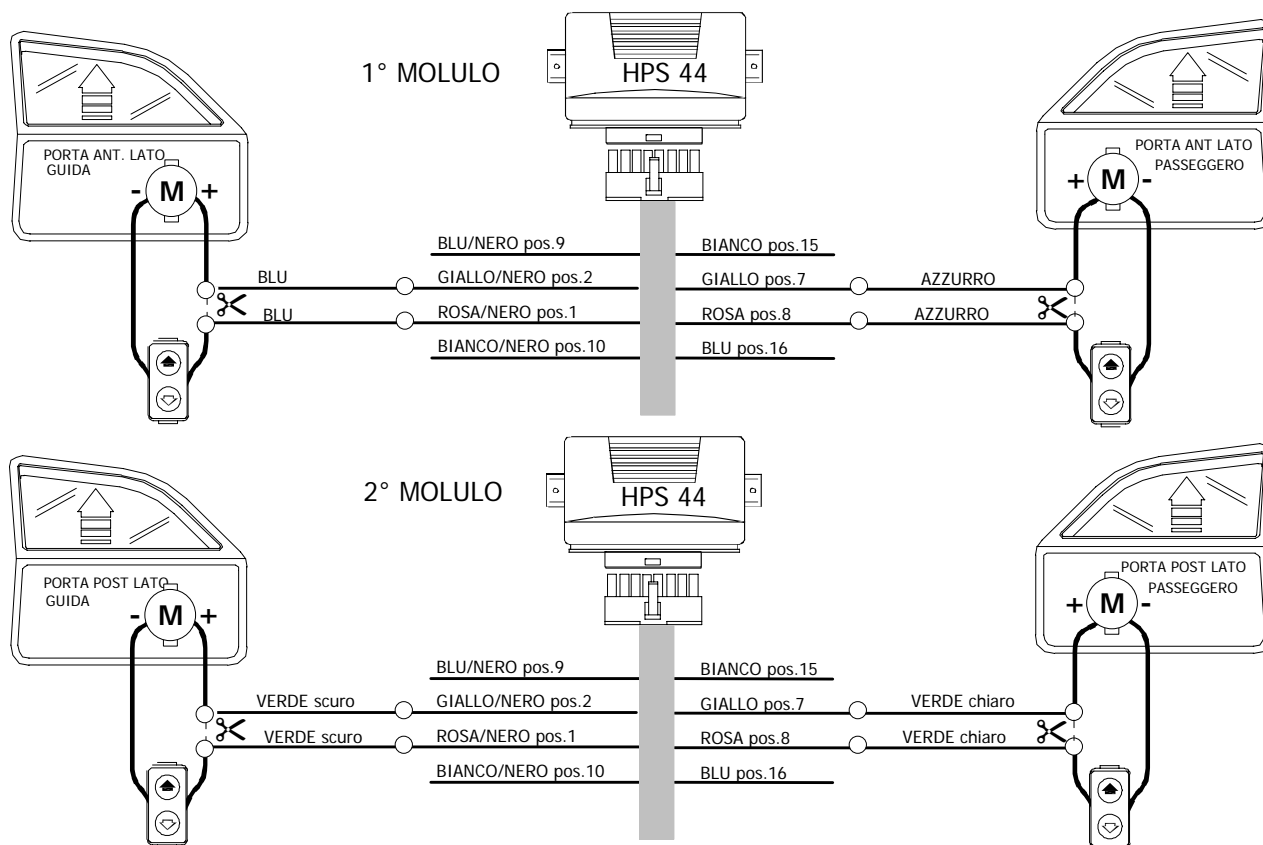 1° MOLULO
HPS 44
PORTA ANT. LATO
GUIDA
- M +
PORTA ANT LATO
PASSEGGERO
+ M -
BLU/NERO pos.9
BIANCO pos.15
BLU
GIALLO/NERO pos.2
GIALLO pos.7
AZZURRO
BLU
ROSA/NERO pos.1
ROSA pos.8
AZZURRO
BIANCO/NERO pos.10
BLU pos.16
2° MOLULO
HPS 44
PORTA POST LATO
GUIDA
- M +
PORTA POST LATO
PASSEGGERO
+ M -
BLU/NERO pos.9
BIANCO pos.15
VERDE scuro
GIALLO/NERO pos.2
GIALLO pos.7
VERDE chiaro
VERDE scuro
ROSA/NERO pos.1
ROSA pos.8
VERDE chiaro
BIANCO/NERO pos.10
BLU pos.16